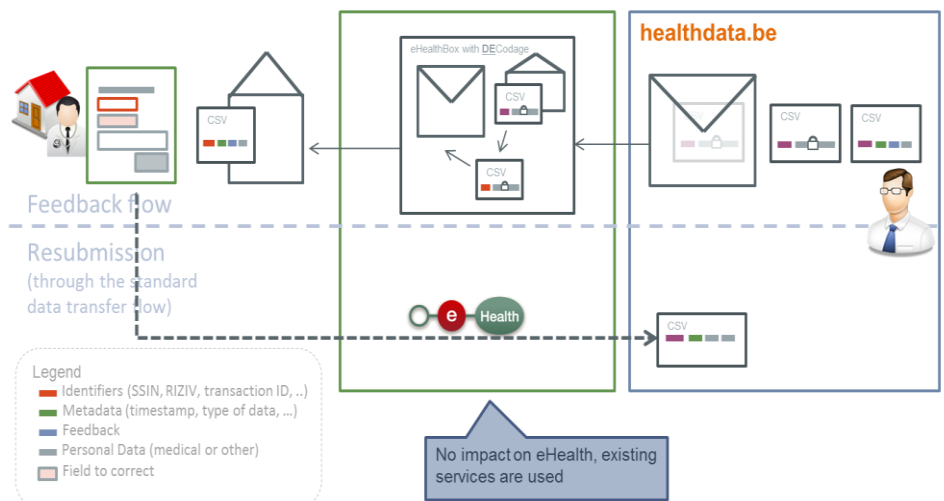 healthdata.be
eHealthBox with DECodage
CSV
CSV
CSV
CSV
CSV
CSV
Feedback flow
Resubmission
(through the standard
data transfer flow)
e
Health
CSV
Legend
Identifiers (SSIN, RIZIV, transaction ID, ..)
Metadata (timestamp, type of data, ...)
Feedback
Personal Data (medical or other)
Field to correct
No impact on eHealth, existing
services are used